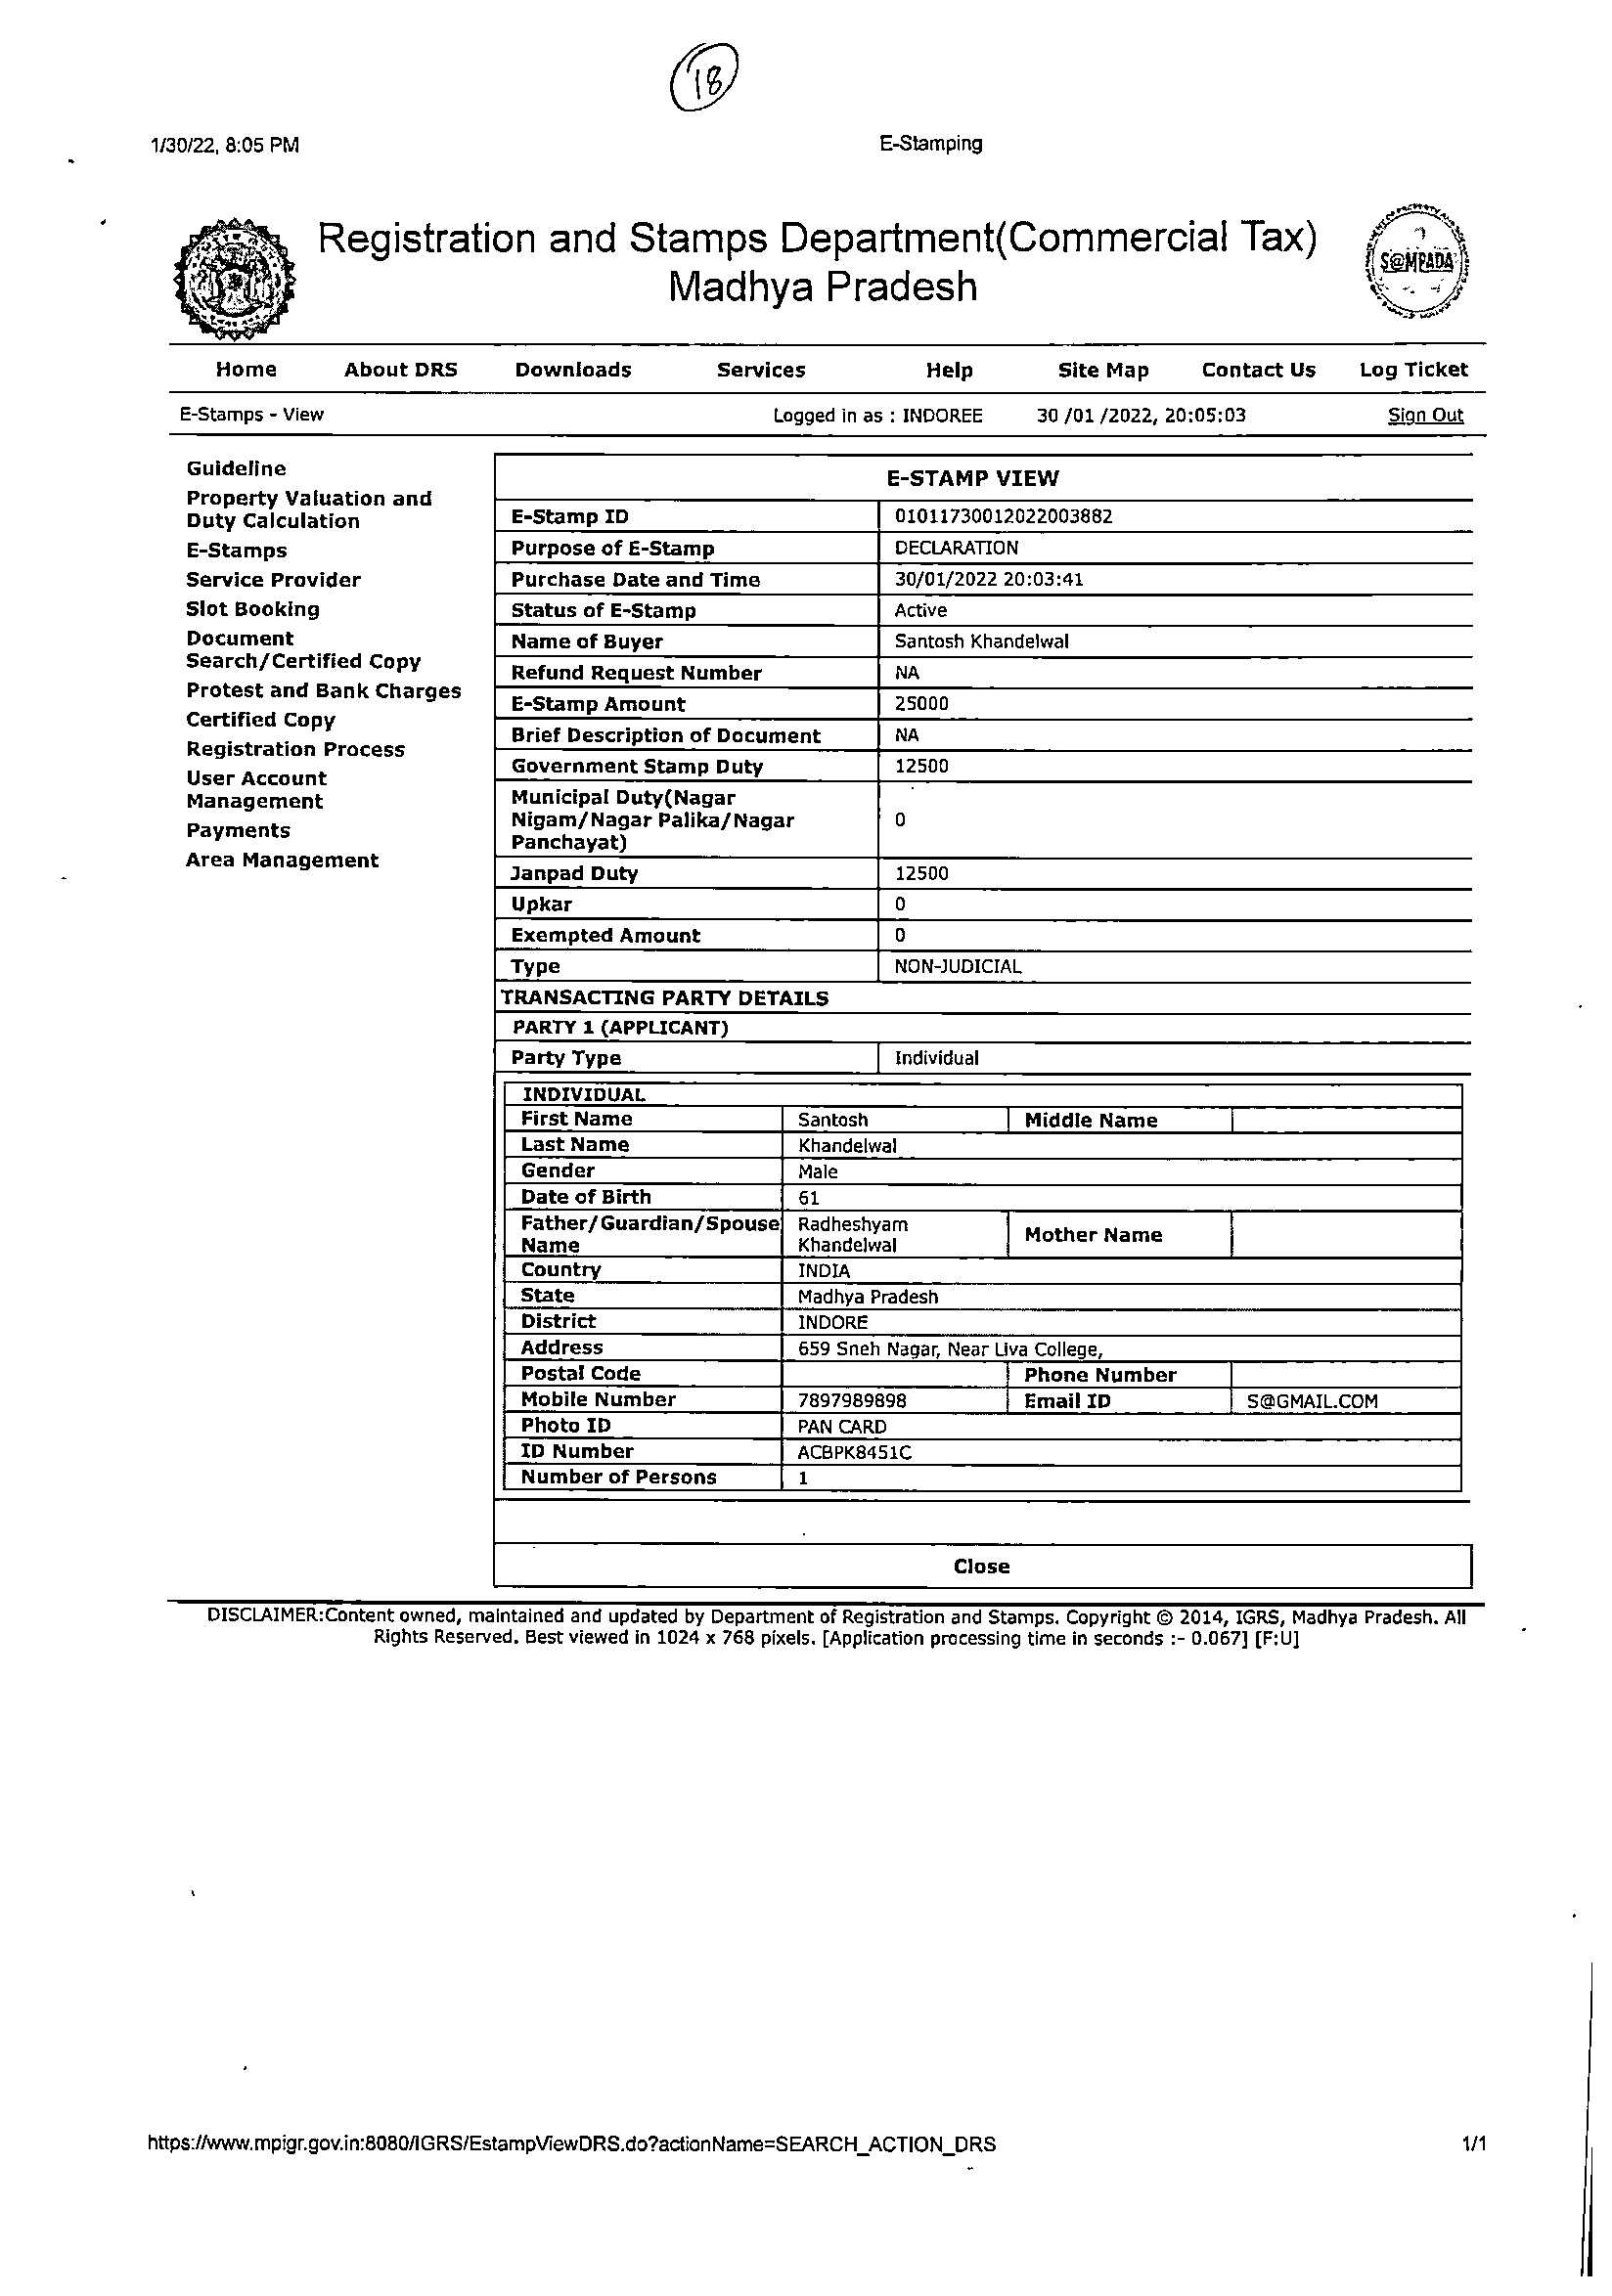 18
1/30/22, 8:05 PM E-Stamping
Registration and Stamps Department(Commercial Tax)
Madhya Pradesh
S@MPADA
Home About DRS Downloads Services Help Site Map Contact Us Log Ticket
E-Stamps - View Logged in as : INDOREE 30 /01 /2022, 20:05:03 Sign Out
Guideline
Property Valuation and
Duty Calculation
E-Stamps
Service Provider
Slot Booking
Document
Search/Certified Copy
Protest and Bank Charges
Certified Copy
Registration Process
User Account
Management
Payments
Area Management
E-STAMP VIEW
E-Stamp ID 01011730012022003882
Purpose of E-Stamp DECLARATION
Purchase Date and Time 30/01/2022 20:03:41
Status of E-Stamp Active
Name of Buyer Santosh Khandelwal
Refund Request Number NA
E-Stamp Amount 25000
Brief Description of Document NA
Government Stamp Duty 12500
Municipal Duty(Nagar
Nigam/Nagar Palika/Nagar 0
Panchayat)
Janpad Duty 12500
Upkar 0
Exempted Amount 0
Type NON-JUDICIAL
TRANSACTING PARTY DETAILS
PARTY 1 (APPLICANT)
Party Type Individual
INDIVIDUAL
First Name Santosh Middle Name
Last Name Khandelwal
Gender Male
Date of Birth 61
Father/Guardian/Spouse Radheshyam Mother Name
Name Khandelwal
Country INDIA
State Madhya Pradesh
District INDORE
Address 659 Sneh Nagar, Near Liva College,
Postal Code Phone Number
Mobile Number 7897989898 Email ID S@GMAIL.COM
Photo ID PAN CARD
ID Number ACBPK8451C
Number of Persons 1
Close
DISCLAIMER:Content owned, maintained and updated by Department of Registration and Stamps. Copyright © 2014, IGRS, Madhya Pradesh. All
Rights Reserved. Best viewed in 1024 x 768 pixels. [Application processing time in seconds :- 0.067] [F:U]
https://www.mpigr.gov.in:8080/IGRS/EstampViewDRS.do?actionName=SEARCH_ACTION_DRS 1/1